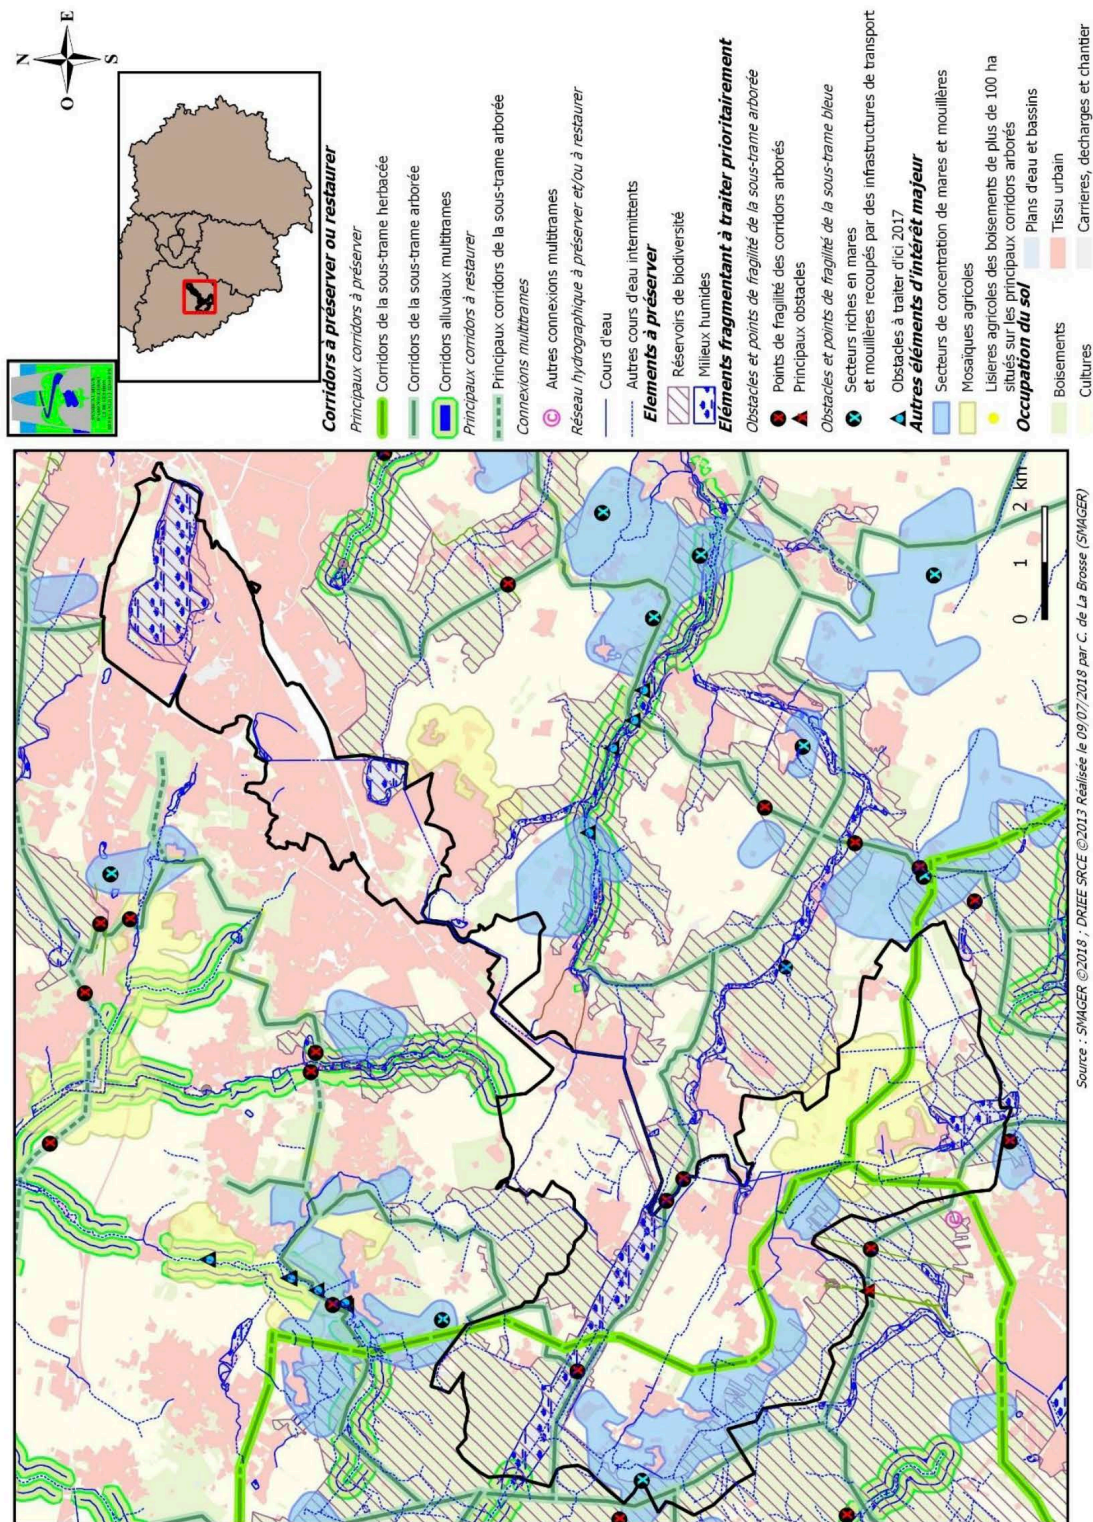 N
E
O
S
Corridors à préserver ou restaurer
Principaux corridors à préserver
Corridors de la sous-trame herbacée
Corridors de la sous-trame arborée
Corridors alluviaux multitrames
Principaux corridors à restaurer
Principaux corridors de la sous-trame arborée
Connexions multitrames
Autres connexions multitrames
Réseau hydrographique à préserver et/ou à restaurer
Cours d'eau
Autres cours d'eau intermittents
Elements à préserver
Réservoirs de biodiversité
Milieux humides
Eléments fragmentant à traiter prioritairement
Obstacles et points de fragilité de la sous-trame arborée
Points de fragilité des corridors arborés
Principaux obstacles
Obstacles et points de fragilité de la sous-trame bleue
Secteurs riches en mares
et mouillères recoupés par des infrastructures de transport
Obstacles à traiter d'ici 2017
Autres éléments d'intérêt majeur
Secteurs de concentration de mares et mouillères
Mosaïques agricoles
Lisieres agricoles des boisements de plus de 100 ha
situés sur les principaux corridors arborés
Occupation du sol
Boisements
Cultures
Plans d'eau et bassins
Tissu urbain
Carrieres, decharges et chantier
0 1 2 km
Source : SMAGER ©2018 ; DRIEE SRCE ©2013 Réalisée le 09/07/2018 par C. de La Brosse (SMAGER)